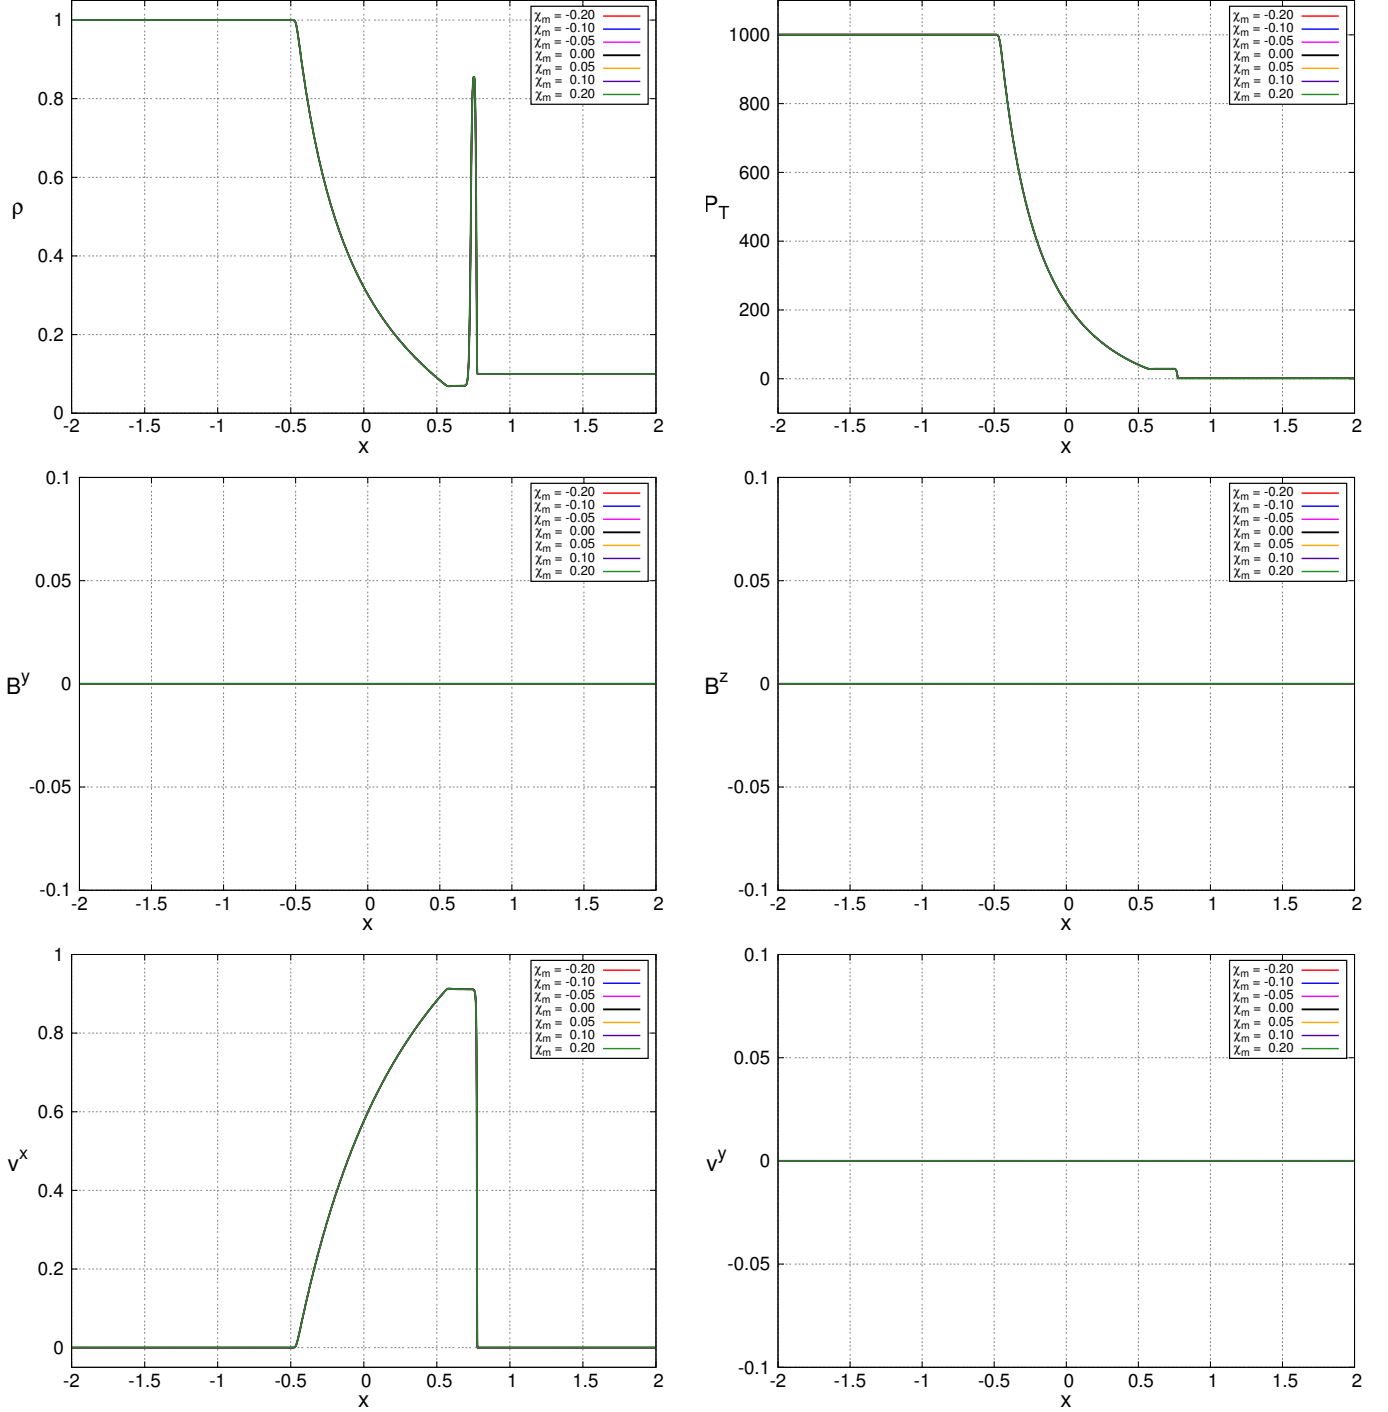 1
0.8
0.6
0.4
0.2
0
ρ
-2 -1.5 -1 -0.5 0 0.5 1 1.5 2
x
χm = -0.20
χm = -0.10
χm = -0.05
χm = 0.00
χm = 0.05
χm = 0.10
χm = 0.20
1000
800
600
400
200
0
PT
-2 -1.5 -1 -0.5 0 0.5 1 1.5 2
x
χm = -0.20
χm = -0.10
χm = -0.05
χm = 0.00
χm = 0.05
χm = 0.10
χm = 0.20
0.1
0.05
0
-0.05
-0.1
By
-2 -1.5 -1 -0.5 0 0.5 1 1.5 2
x
χm = -0.20
χm = -0.10
χm = -0.05
χm = 0.00
χm = 0.05
χm = 0.10
χm = 0.20
0.1
0.05
0
-0.05
-0.1
Bz
-2 -1.5 -1 -0.5 0 0.5 1 1.5 2
x
χm = -0.20
χm = -0.10
χm = -0.05
χm = 0.00
χm = 0.05
χm = 0.10
χm = 0.20
1
0.8
0.6
0.4
0.2
0
vx
-2 -1.5 -1 -0.5 0 0.5 1 1.5 2
x
χm = -0.20
χm = -0.10
χm = -0.05
χm = 0.00
χm = 0.05
χm = 0.10
χm = 0.20
0.1
0.05
0
-0.05
-0.1
vy
-2 -1.5 -1 -0.5 0 0.5 1 1.5 2
x
χm = -0.20
χm = -0.10
χm = -0.05
χm = 0.00
χm = 0.05
χm = 0.10
χm = 0.20